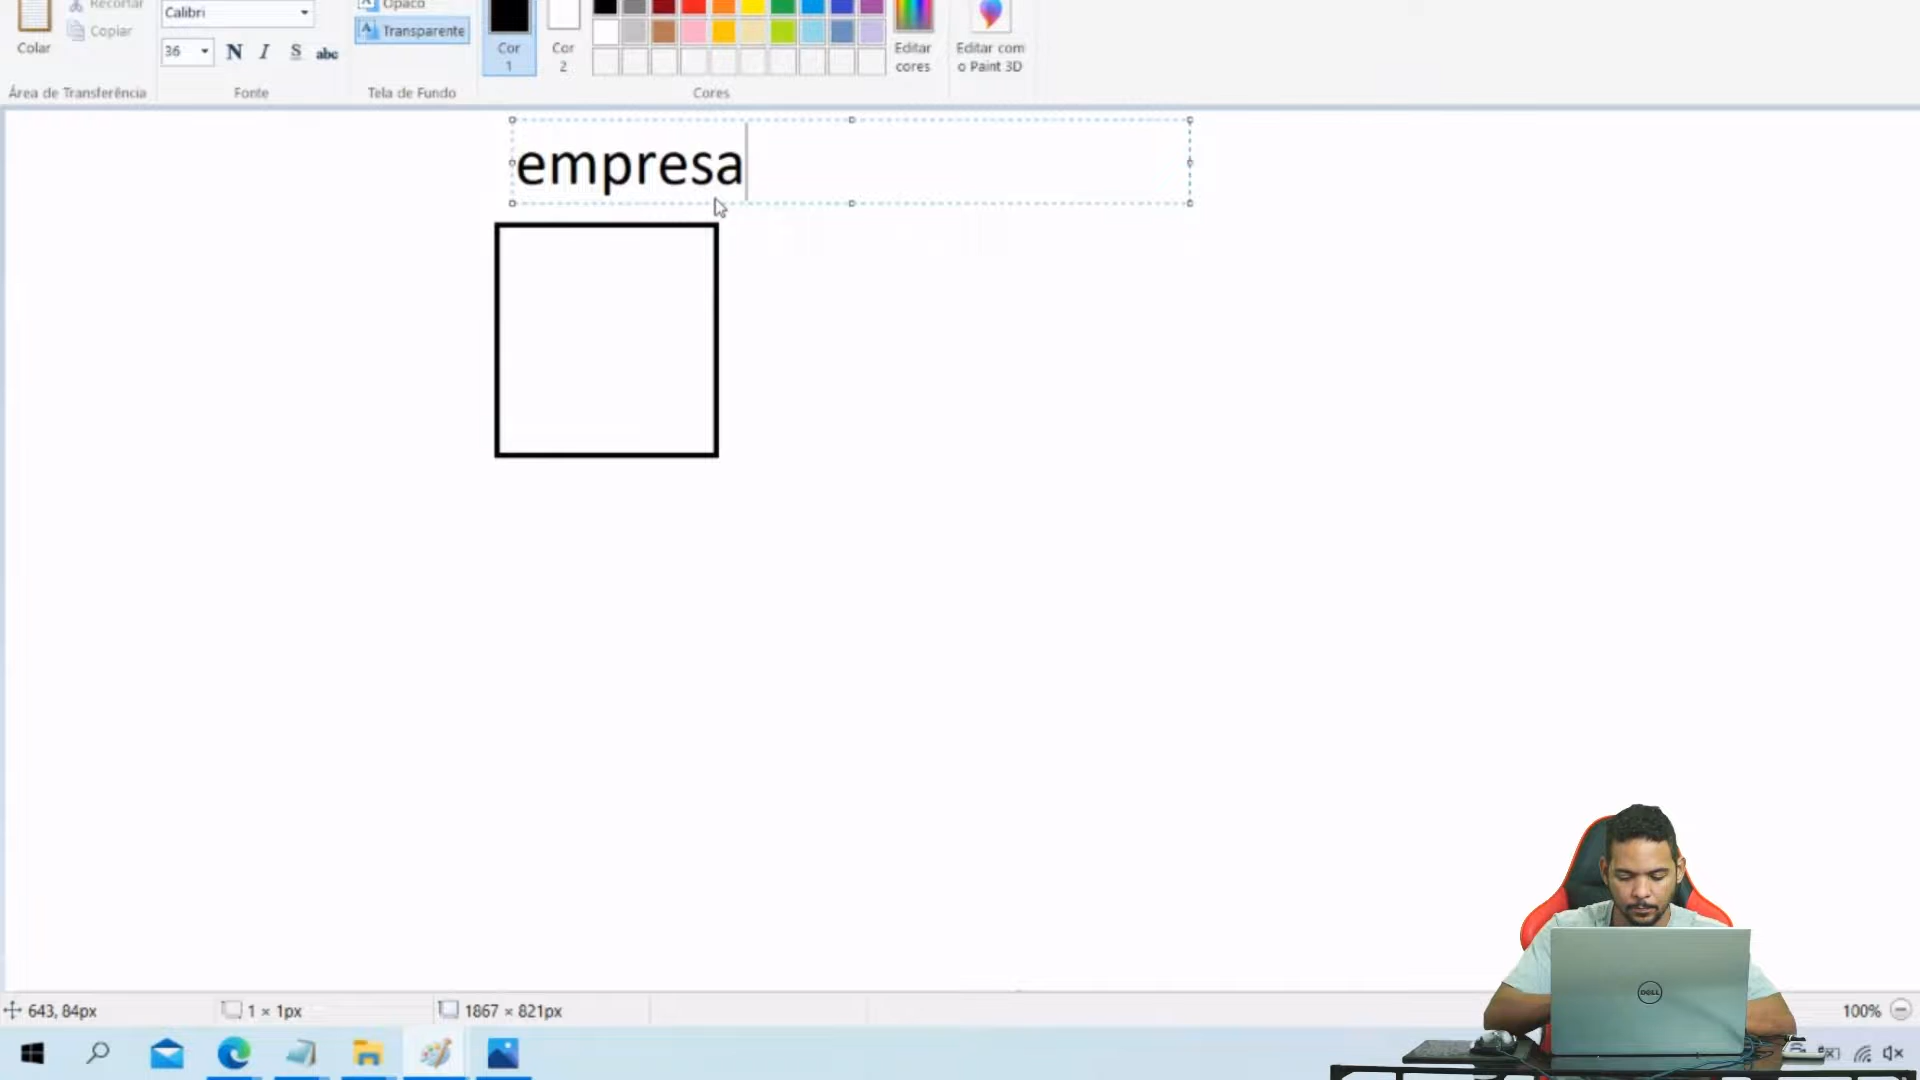 Recortar
Calibri
Opaco
Colar
Copiar
36
N I S abc
Transparente
Cor 1
Cor 2
Editar cores
Editar com o Paint 3D
Área de Transferência
Fonte
Tela de Fundo
Cores
empresa
DELL
643, 84px
1 × 1px
1867 × 821px
100%